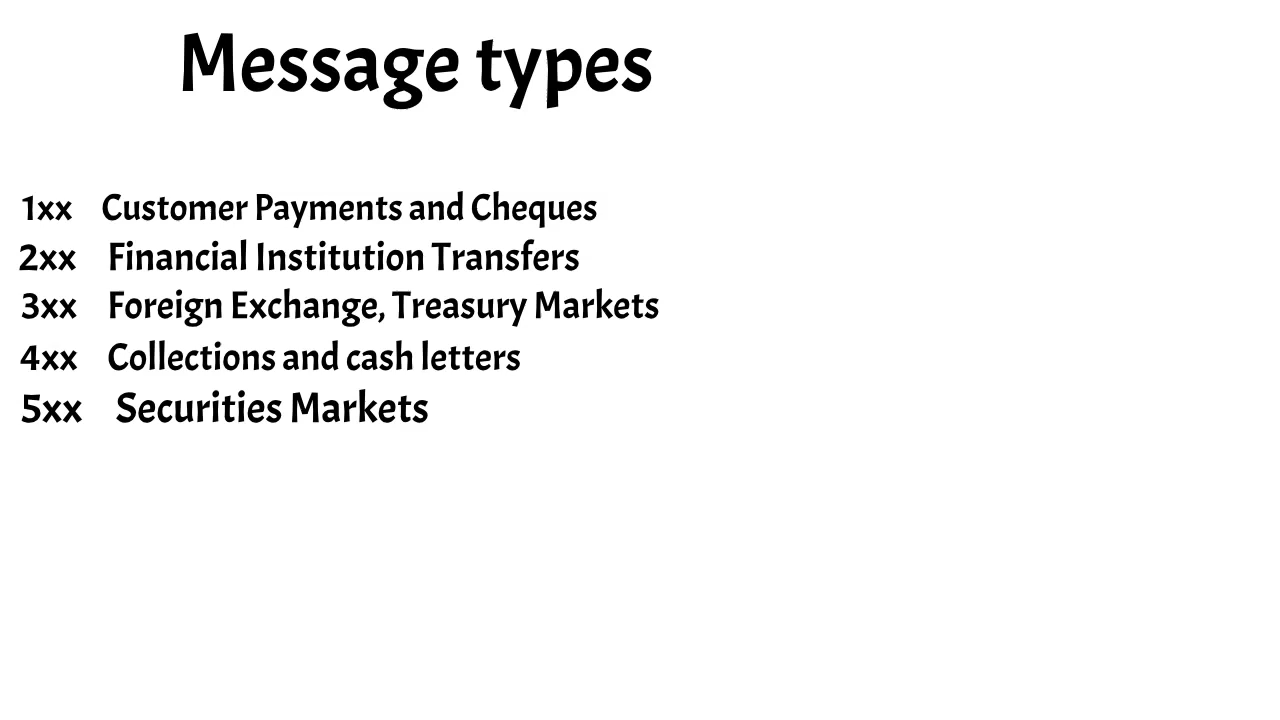 Message types
1xx Customer Payments and Cheques
2xx Financial Institution Transfers
3xx Foreign Exchange, Treasury Markets
4xx Collections and cash letters
5xx Securities Markets